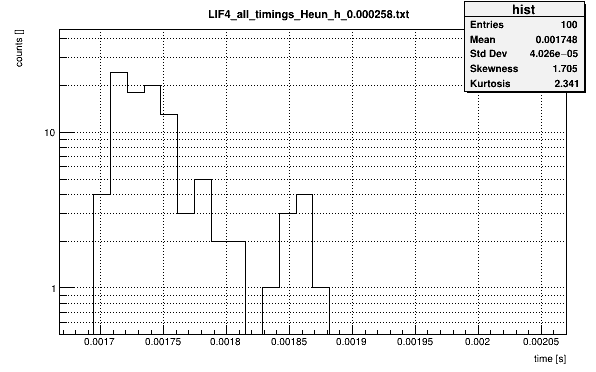 LIF4_all_timings_Heun_h_0.000258.txt
hist
Entries 100
Mean 0.001748
Std Dev 4.026e−05
Skewness 1.705
Kurtosis 2.341
counts []
10
1
0.0017 0.00175 0.0018 0.00185 0.0019 0.00195 0.002 0.00205
time [s]